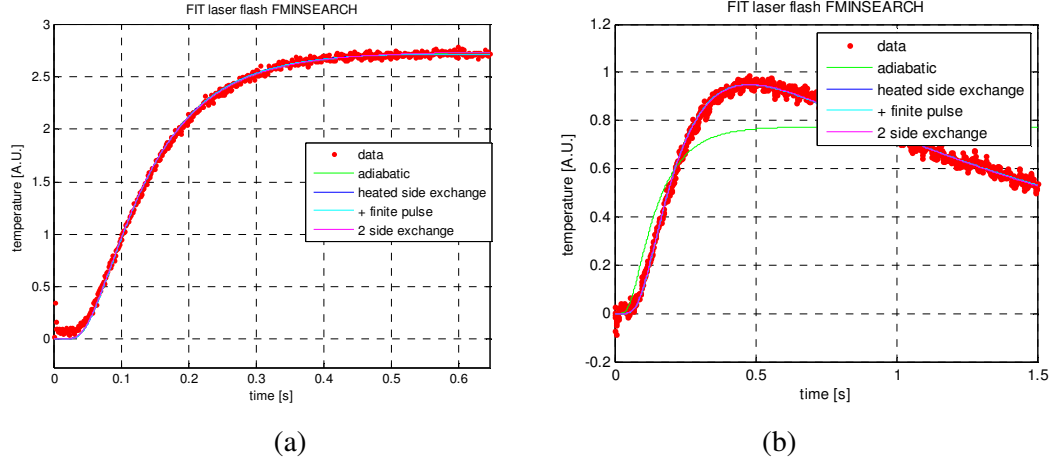 FIT laser flash FMINSEARCH
3
2.5
2
1.5
1
0.5
0
temperature [A.U.]
data
adiabatic
heated side exchange
+ finite pulse
2 side exchange
0 0.1 0.2 0.3 0.4 0.5 0.6
time [s]
(a)
FIT laser flash FMINSEARCH
1.2
1
0.8
0.6
0.4
0.2
0
-0.2
temperature [A.U.]
data
adiabatic
heated side exchange
+ finite pulse
2 side exchange
0 0.5 1 1.5
time [s]
(b)